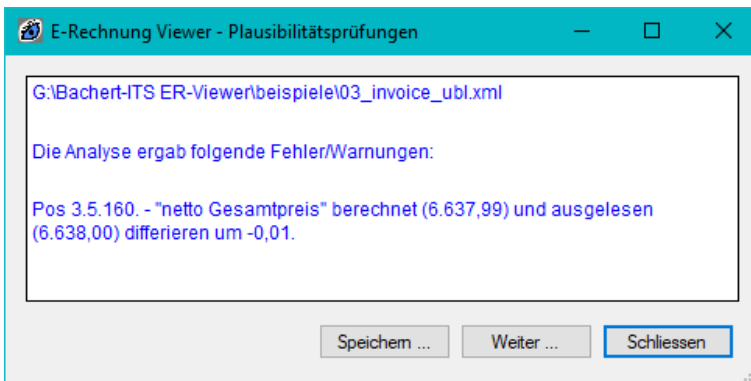 E-Rechnung Viewer - Plausibilitätsprüfungen
G:\Bachert-ITS ER-Viewer\beispiele\03_invoice_ubl.xml
Die Analyse ergab folgende Fehler/Warnungen:
Pos 3.5.160. - "netto Gesamtpreis" berechnet (6.637,99) und ausgelesen
(6.638,00) differieren um -0,01.
Speichern ...
Weiter ...
Schliessen